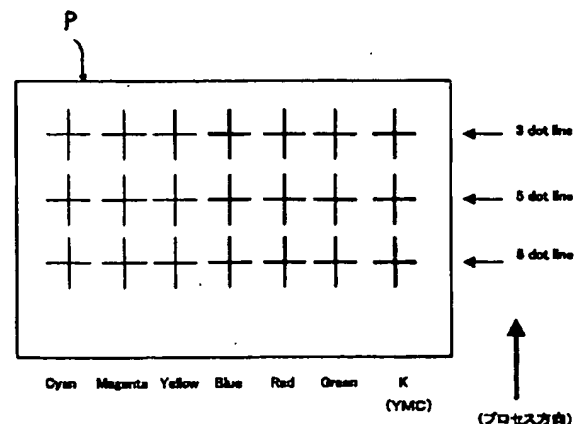 P
3 dot line
5 dot line
8 dot line
Cyan Magenta Yellow Blue Red Green K
(YMC)
(プロセス方向)